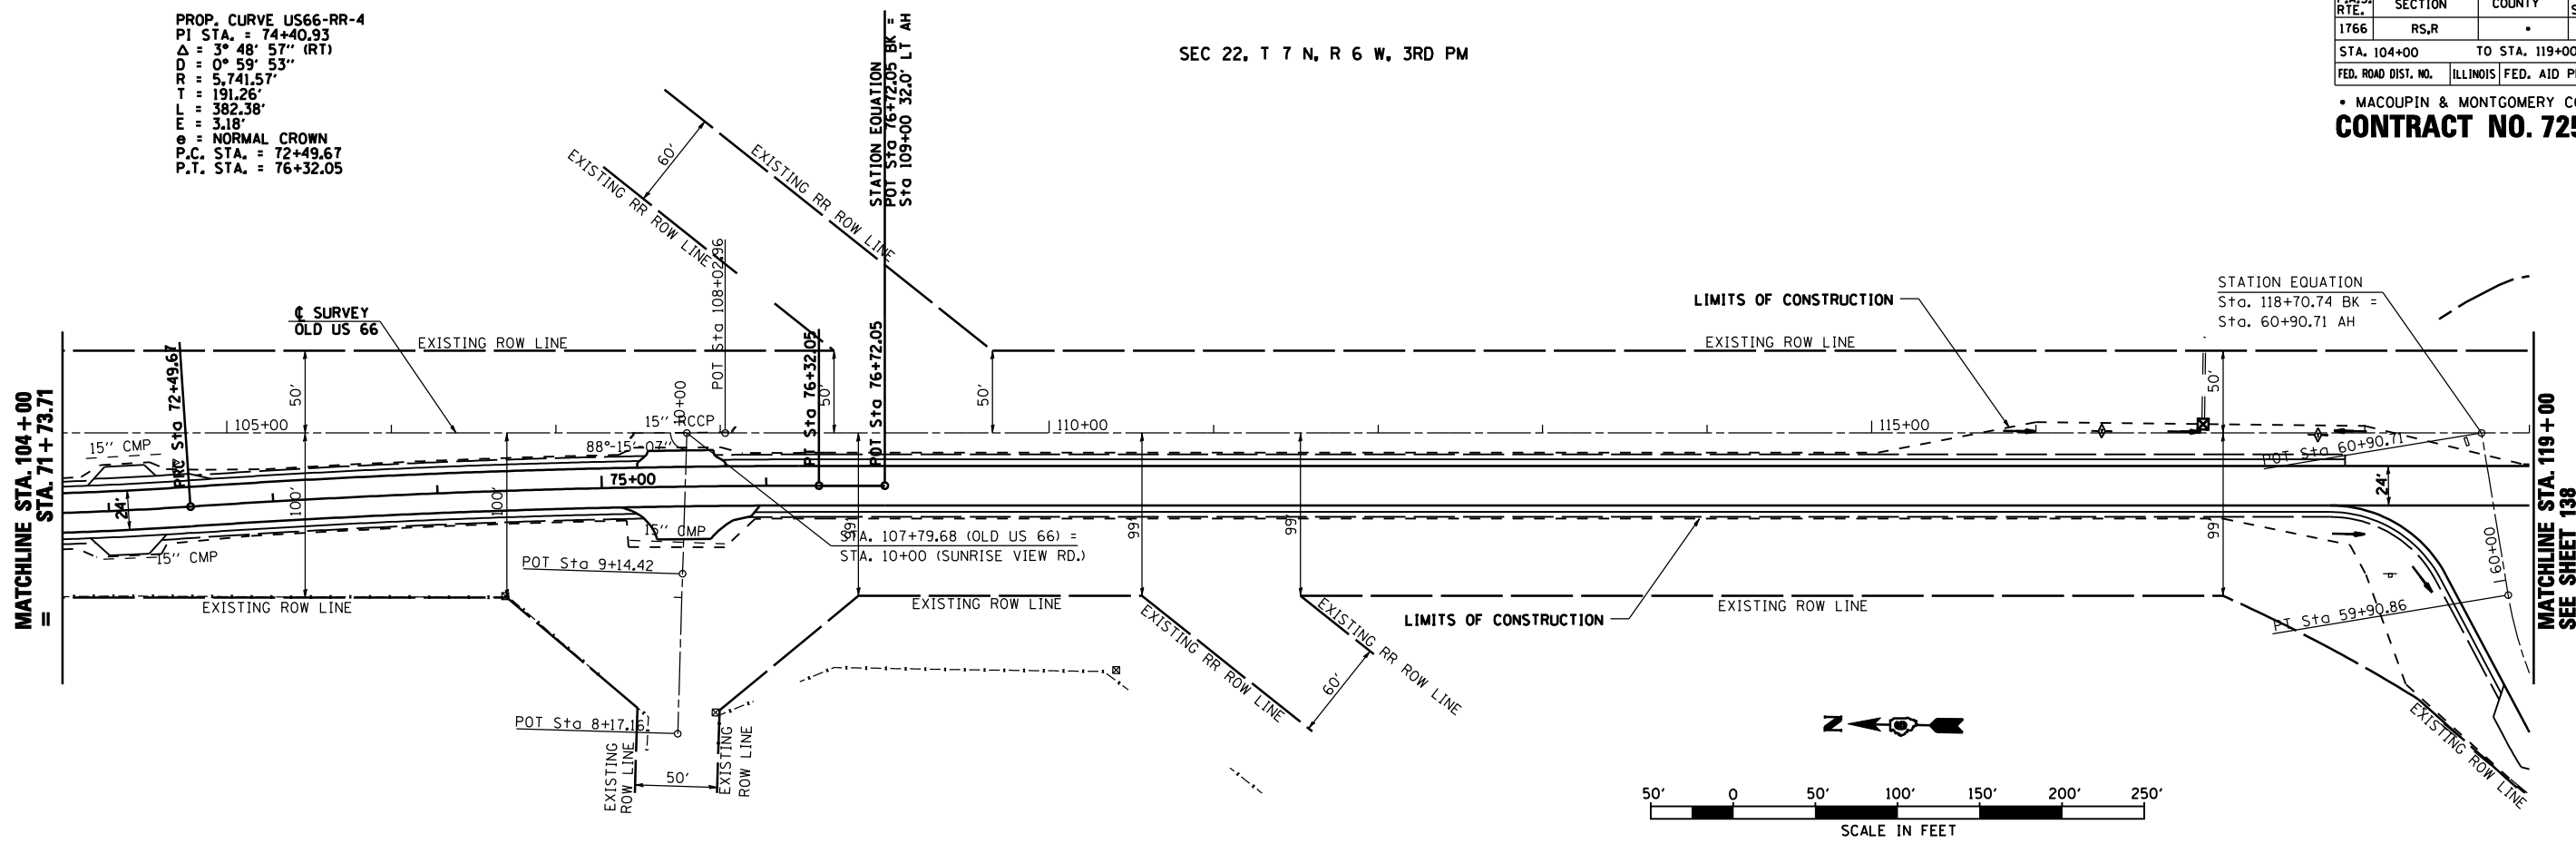 PROP. CURVE US66-RR-4
PI STA. = 74+40.93
Δ = 3° 48' 57'' (RT)
D = 0° 59' 53''
R = 5,741.57'
T = 191.26'
L = 382.38'
E = 3.18'
e = NORMAL CROWN
P.C. STA. = 72+49.67
P.T. STA. = 76+32.05
SEC 22, T 7 N, R 6 W, 3RD PM
RTE.
SECTION
COUNTY
1766
RS,R
•
STA. 104+00
TO STA. 119+00
FED. ROAD DIST. NO.
ILLINOIS
FED. AID
• MACOUPIN & MONTGOMERY
CONTRACT NO. 725
STATION EQUATION
POT Sta 76+72.05 BK =
Sta 109+00 32.0' LT AH
60'
EXISTING RR ROW LINE
EXISTING RR ROW LINE
POT Sta 108+02.96
℄ SURVEY
OLD US 66
EXISTING ROW LINE
LIMITS OF CONSTRUCTION
EXISTING ROW LINE
STATION EQUATION
Sta. 118+70.74 BK =
Sta. 60+90.71 AH
MATCHLINE STA. 104+00
=
STA. 71+73.71
PRC Sta 72+49.67
50'
10+00
PT Sta 76+32.05
50'
POT Sta 76+72.05
50'
50'
105+00
15'' RCCP
110+00
115+00
15'' CMP
88°-15'-07''
POT Sta 60+90.71
24'
75+00
24'
100'
100'
99'
99'
99'
99'
15'' CMP
15'' CMP
STA. 107+79.68 (OLD US 66) =
STA. 10+00 (SUNRISE VIEW RD.)
POT Sta 9+14.42
60+00
PT Sta 59+90.86
EXISTING ROW LINE
EXISTING ROW LINE
EXISTING ROW LINE
LIMITS OF CONSTRUCTION
EXISTING RR ROW LINE
EXISTING RR ROW LINE
60'
POT Sta 8+17.16
EXISTING
ROW LINE
50'
EXISTING
ROW LINE
EXISTING ROW LINE
MATCHLINE STA. 119+00
SEE SHEET 138
N
50' 0 50' 100' 150' 200' 250'
SCALE IN FEET